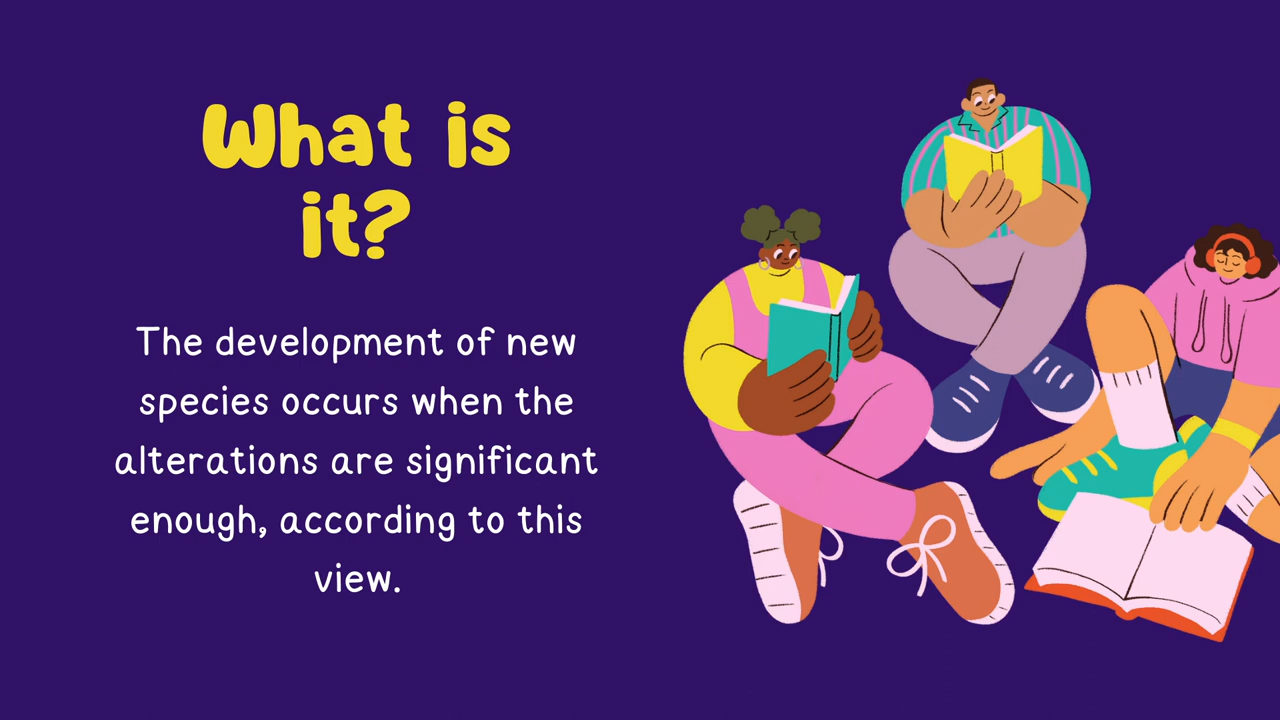 What is
it?
The development of new
species occurs when the
alterations are significant
enough, according to this
view.